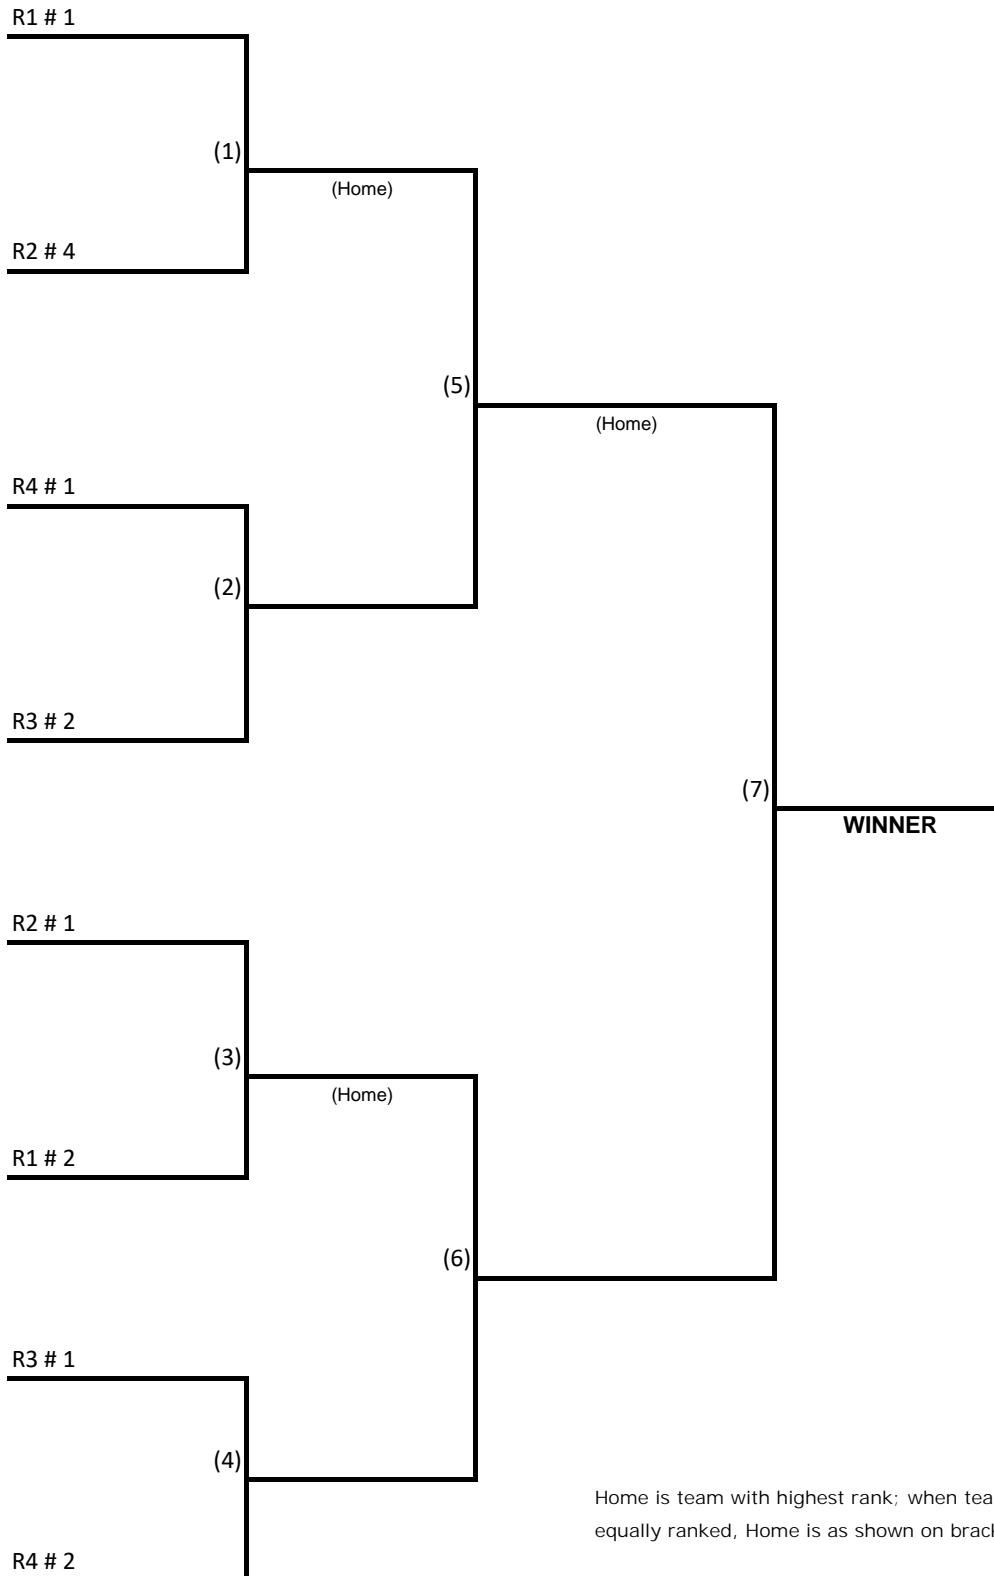 R1 # 1
(1)
(Home)
R2 # 4
(5)
(Home)
R4 # 1
(2)
R3 # 2
(7)
WINNER
R2 # 1
(3)
(Home)
R1 # 2
(6)
R3 # 1
(4)
Home is team with highest rank; when
equally ranked, Home is as shown on
R4 # 2